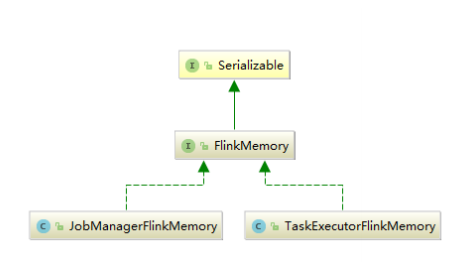 I Serializable
I FlinkMemory
C JobManagerFlinkMemory
C TaskExecutorFlinkMemory